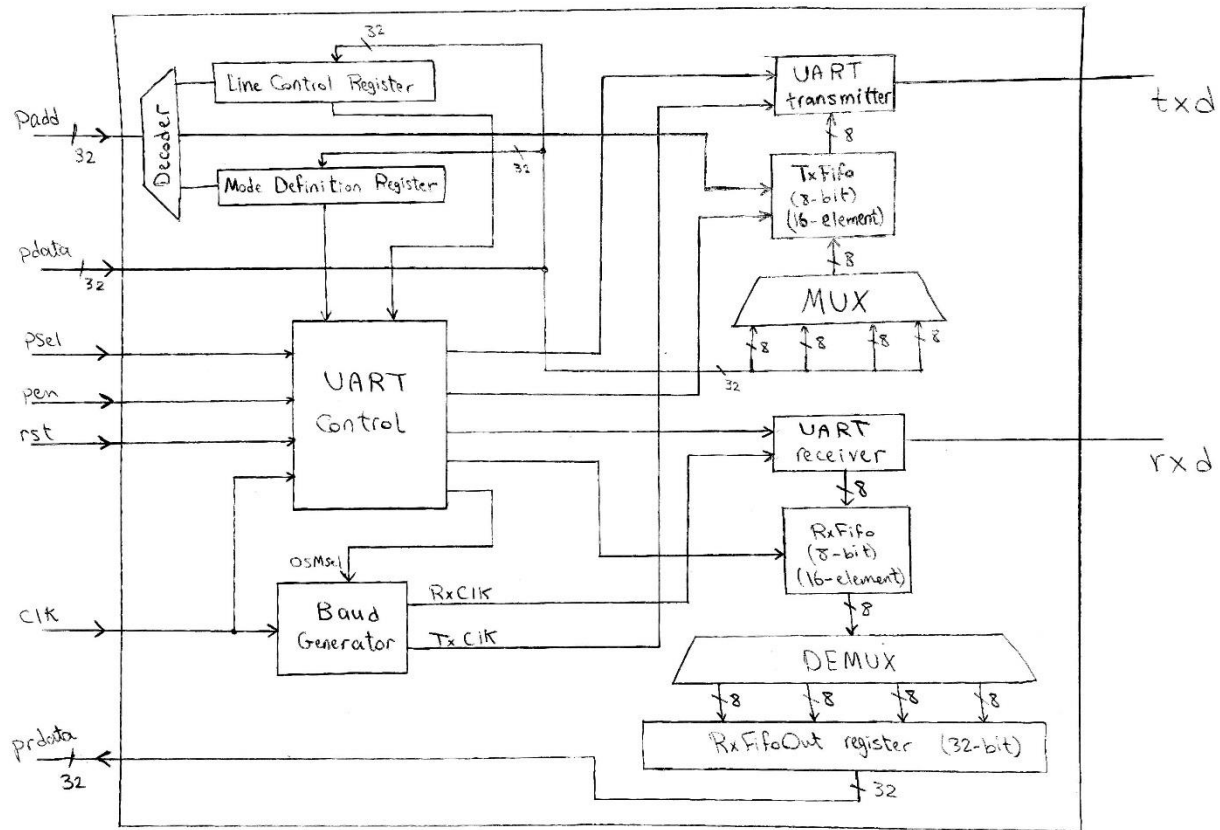 32
Line Control Register
UART
transmitter
txd
Padd
32
Decoder
8
32
Mode Definition Register
TxFifo
(8-bit)
(16-element)
pdata
32
8
MUX
8
8
8
8
32
psel
pen
rst
UART
Control
UART
receiver
rxd
8
RxFifo
(8-bit)
(16-element)
OSMsel
8
Clk
Baud
Generator
RxClk
TxClk
DEMUX
8
8
8
8
prdata
32
RxFifoOut register (32-bit)
32